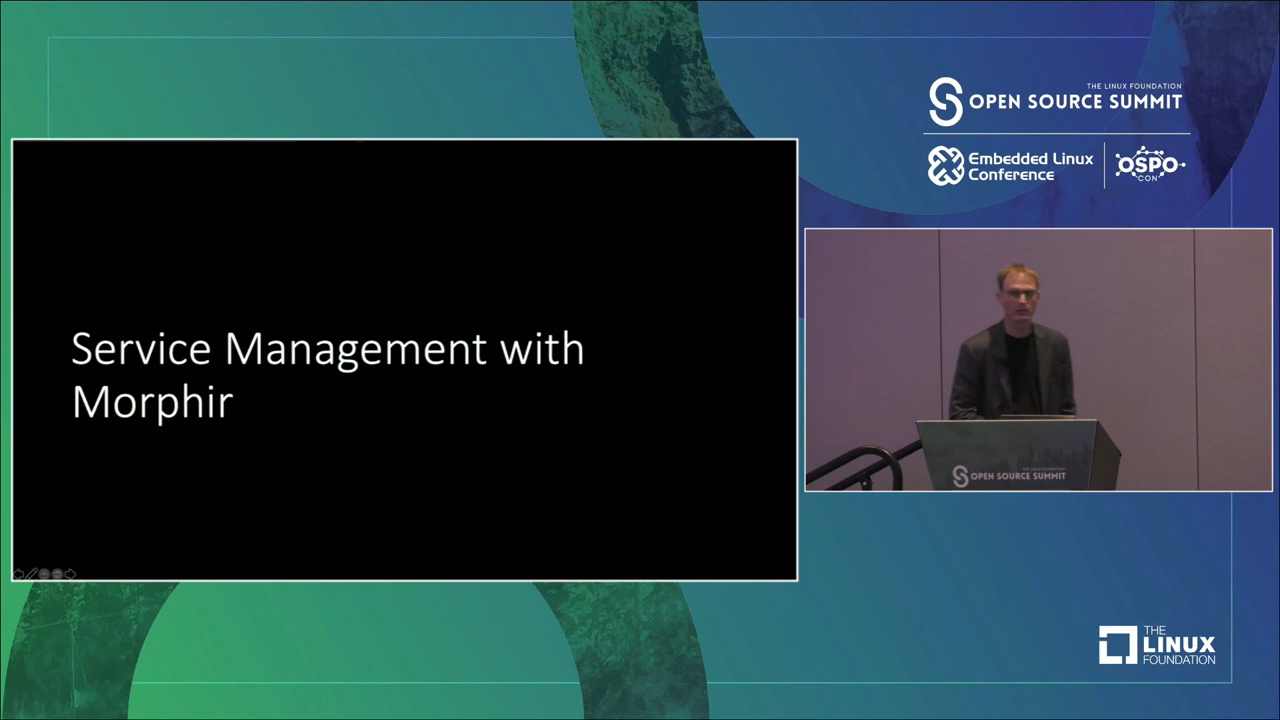 Service Management with
Morphir
THE LINUX FOUNDATION
OPEN SOURCE SUMMIT
Embedded Linux
Conference
OSPO
CON
OPEN SOURCE SUMMIT
THE
LINUX
FOUNDATION